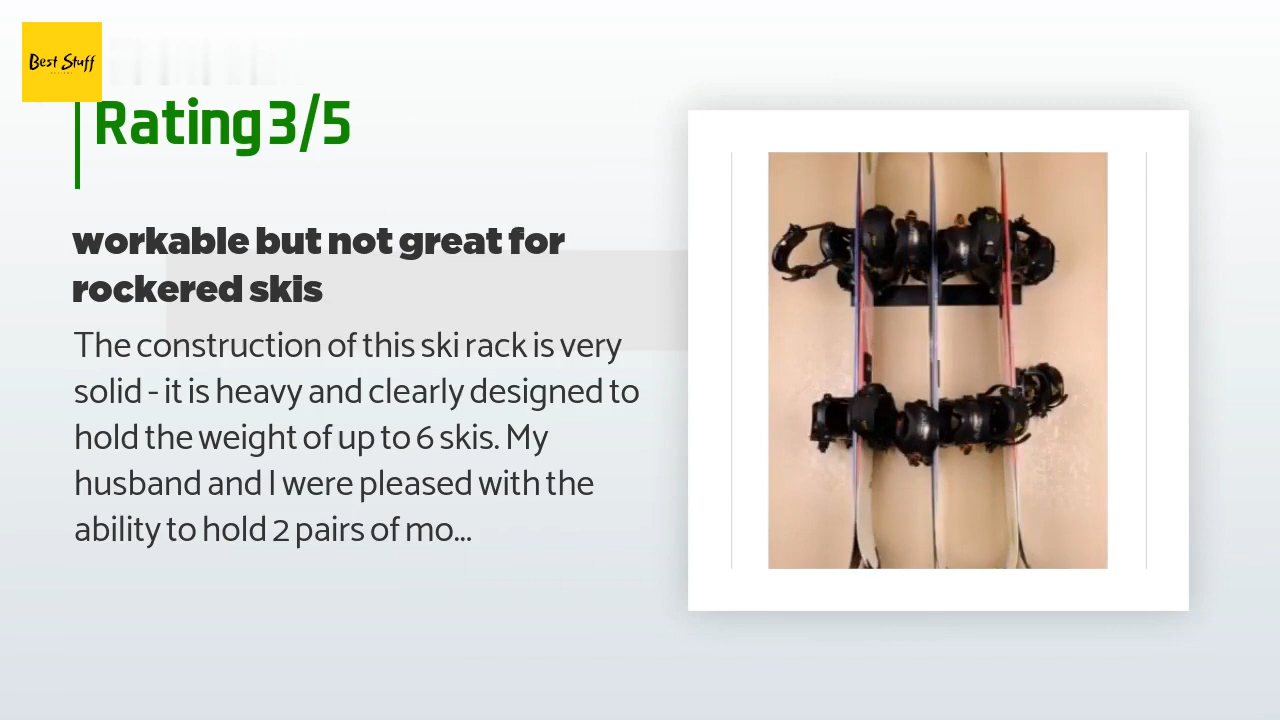 Best Stuff
Rating 3/5
workable but not great for
rockered skis
The construction of this ski rack is very
solid - it is heavy and clearly designed to
hold the weight of up to 6 skis. My
husband and I were pleased with the
ability to hold 2 pairs of mo...